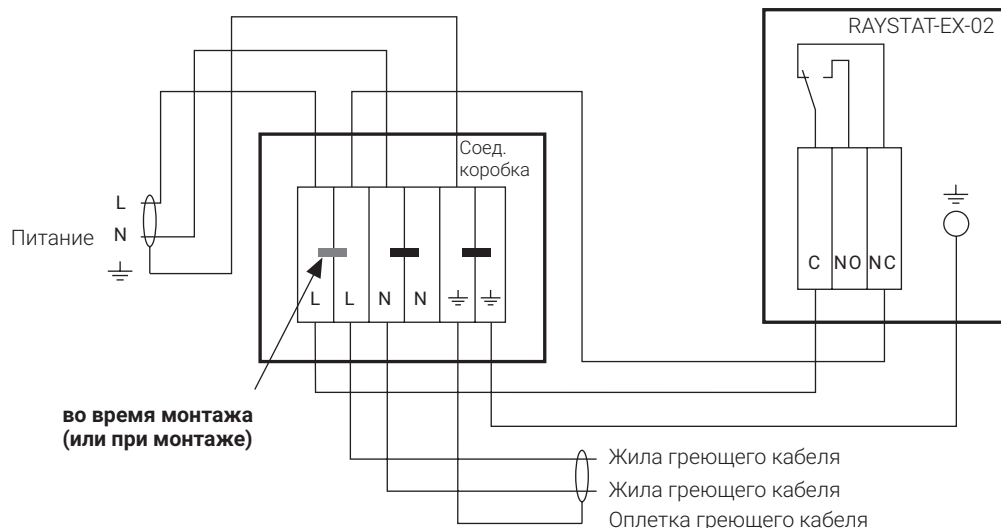 RAYSTAT-EX-02
Соед.
коробка
L
Питание N
C NO NC
L L N N
во время монтажа
(или при монтаже)
Жила греющего кабеля
Жила греющего кабеля
Оплетка греющего кабеля